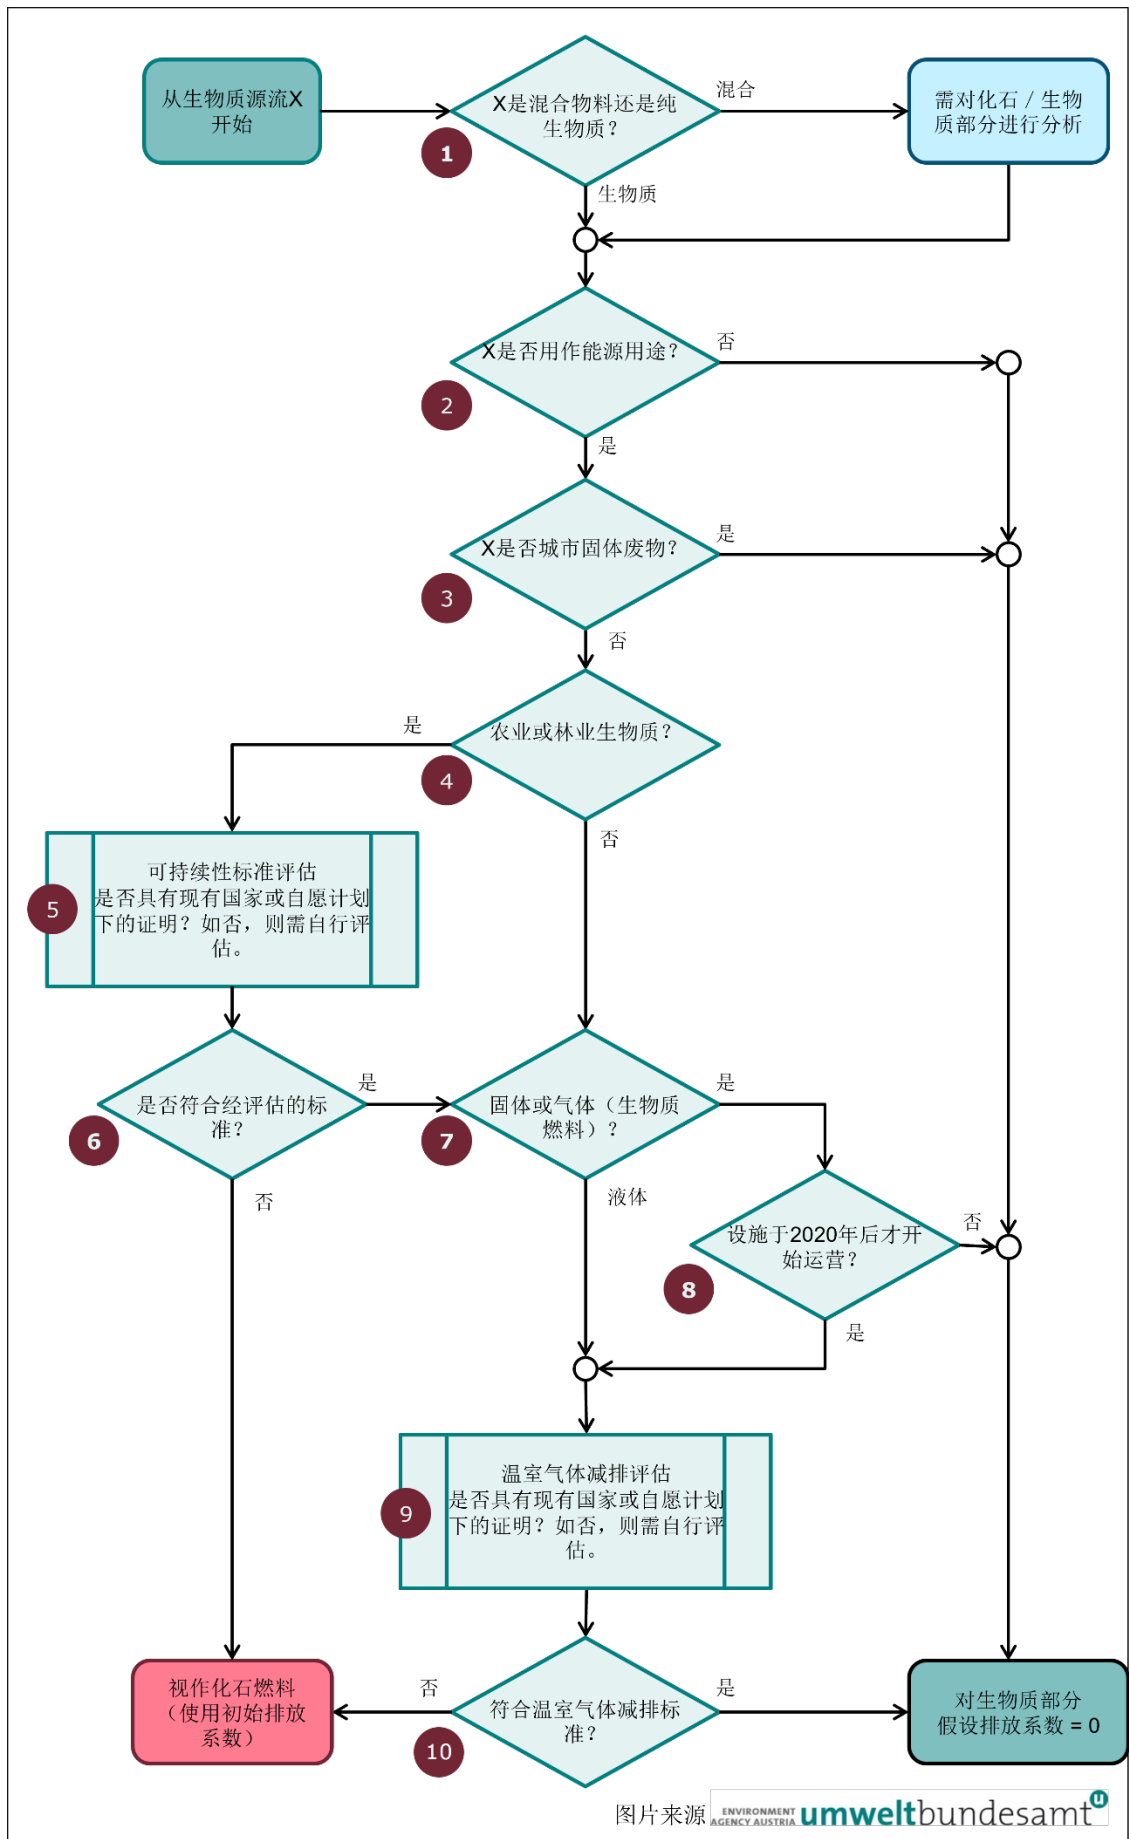 从生物质源流X
开始
X是混合物料还是纯
生物质？
混合
需对化石 / 生物
质部分进行分析
1
生物质
X是否用作能源用途？
否
2
是
X是否城市固体废物？
是
3
否
农业或林业生物质？
是
4
否
可持续性标准评估
是否具有现有国家或自愿计划
下的证明？如否，则需自行评
估。
5
是否符合经评估的标
准？
是
6
否
固体或气体（生物质
燃料）？
是
7
液体
设施于2020年后才开
始运营？
否
8
是
温室气体减排评估
是否具有现有国家或自愿计划
下的证明？如否，则需自行评
估。
9
视作化石燃料
（使用初始排放
系数）
否
符合温室气体减排标
准？
是
10
对生物质部分
假设排放系数 = 0
图片来源
ENVIRONMENT
AGENCY AUSTRIA
umweltbundesamt
u